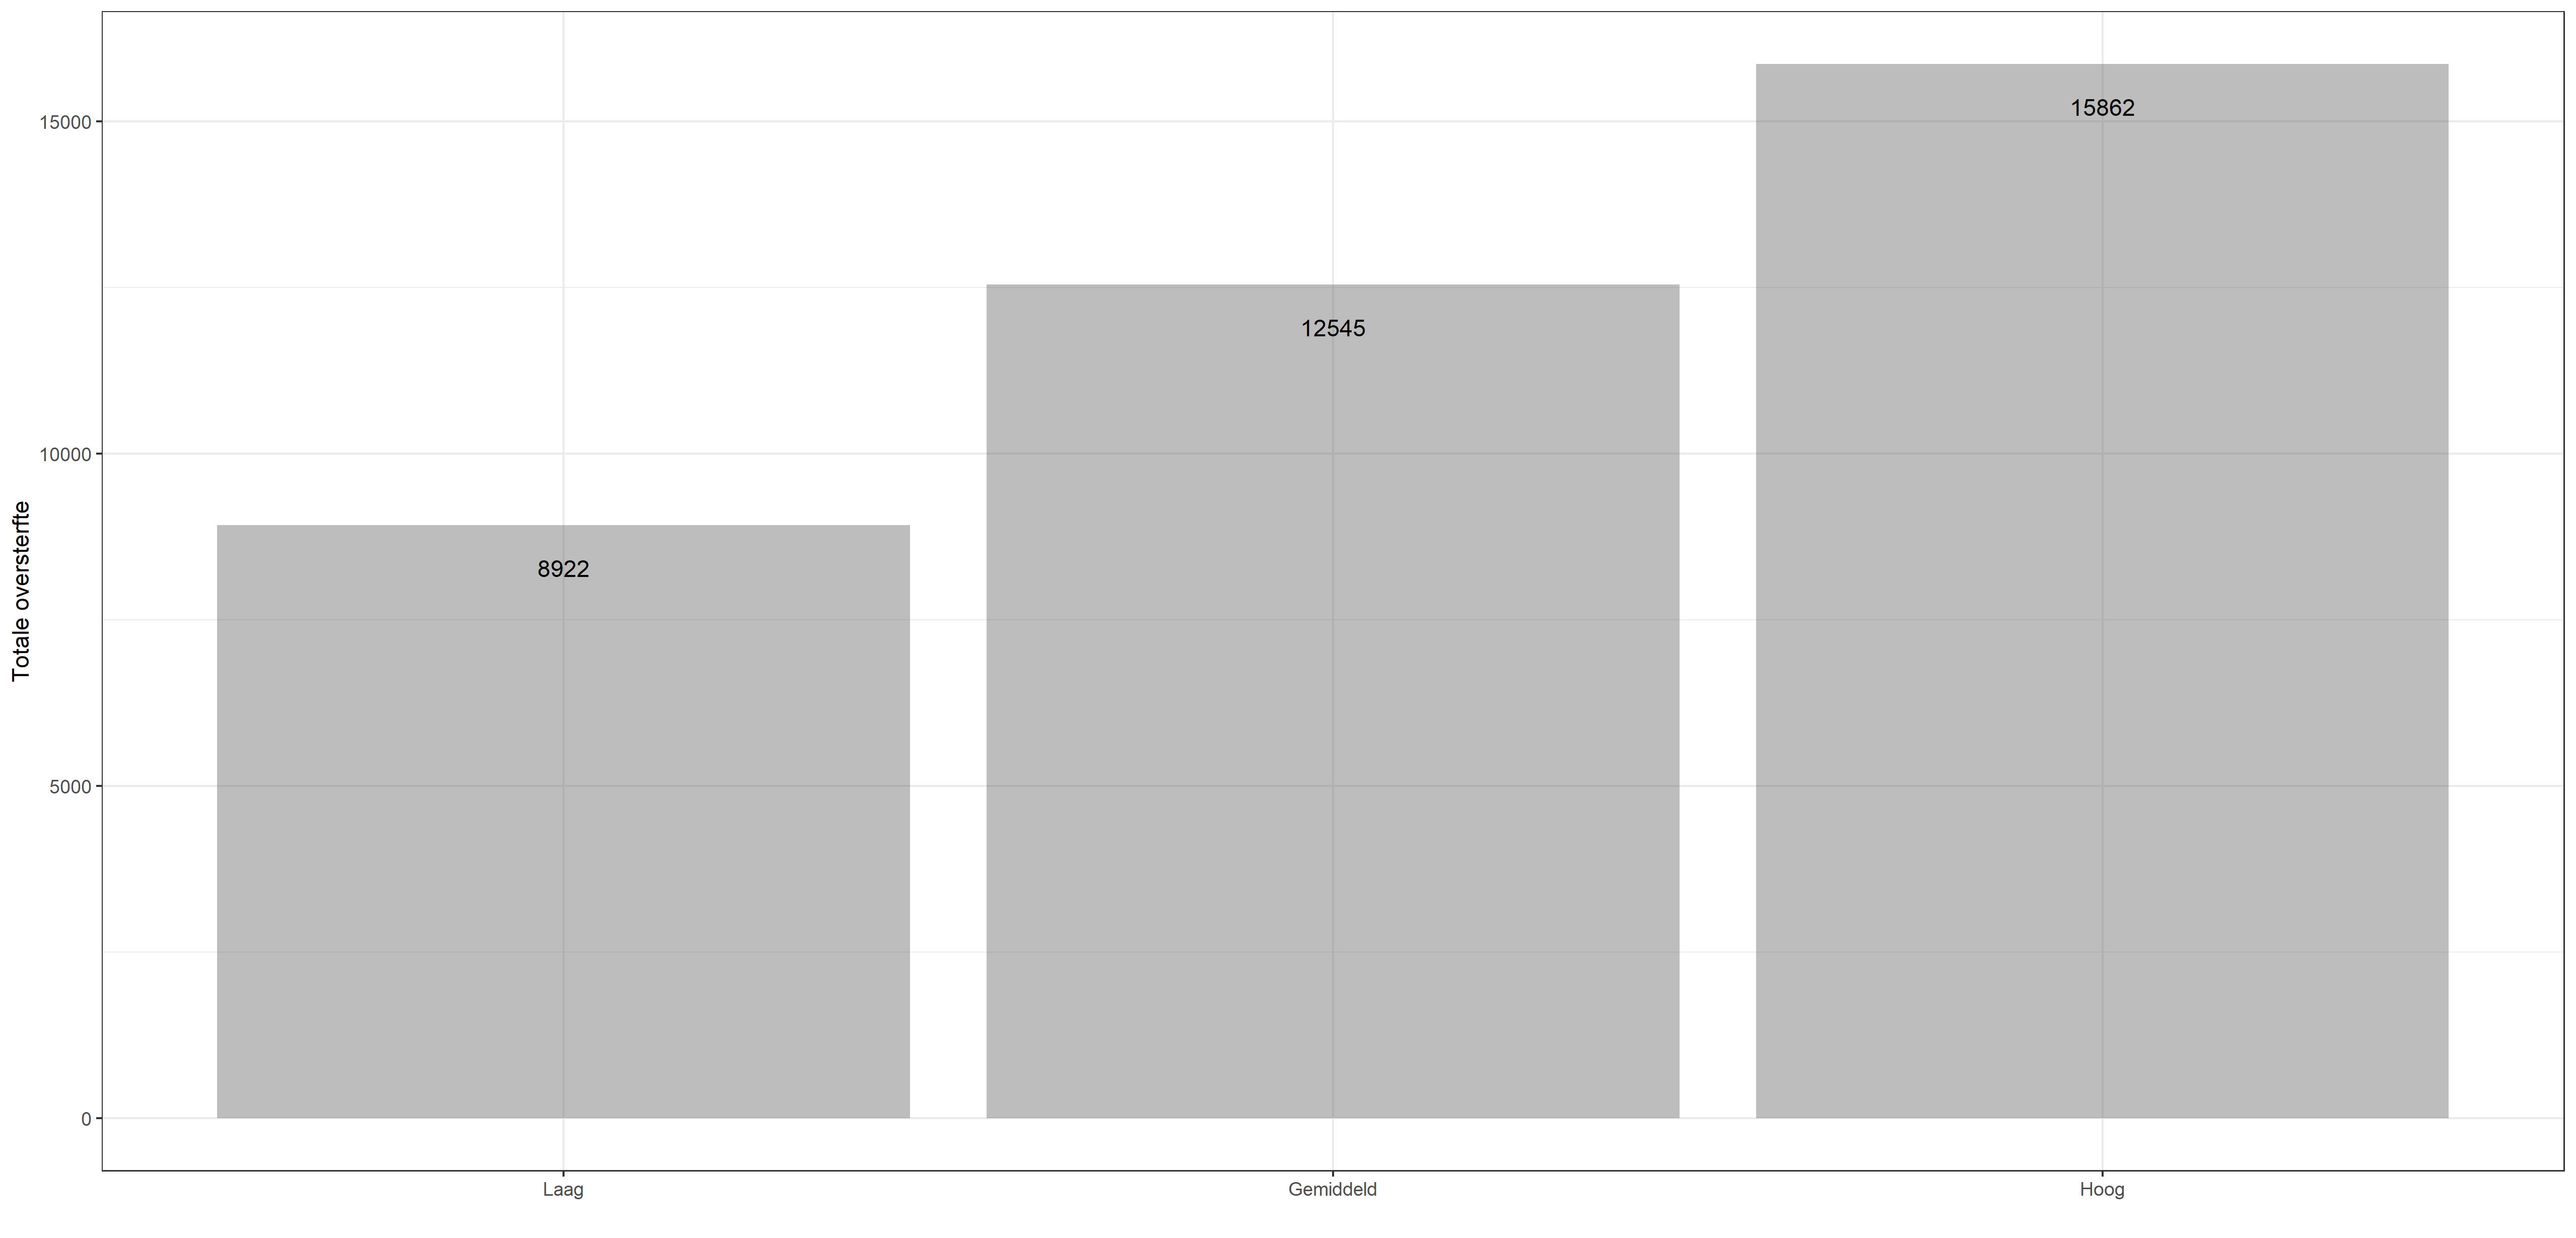 Totale oversterfte
15000
10000
5000
0
8922
12545
15862
Laag
Gemiddeld
Hoog